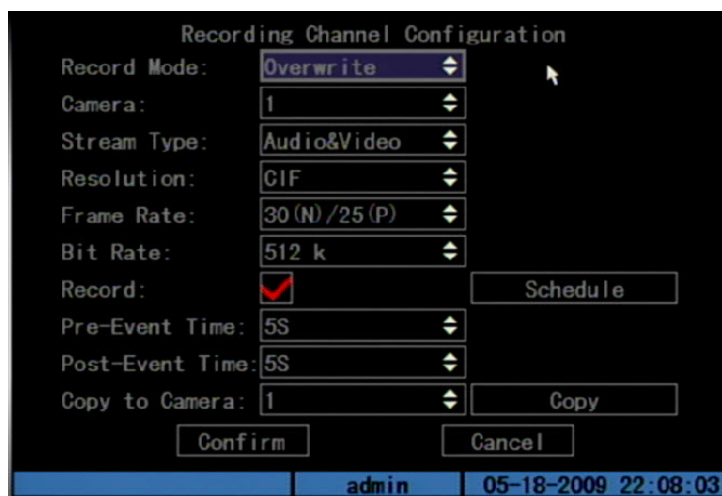 Recording Channel Configuration
Record Mode: Overwrite
Camera: 1
Stream Type: Audio&Video
Resolution: CIF
Frame Rate: 30(N)/25(P)
Bit Rate: 512 k
Record: Schedule
Pre-Event Time: 5S
Post-Event Time: 5S
Copy to Camera: 1 Copy
Confirm Cancel
admin 05-18-2009 22:08:03